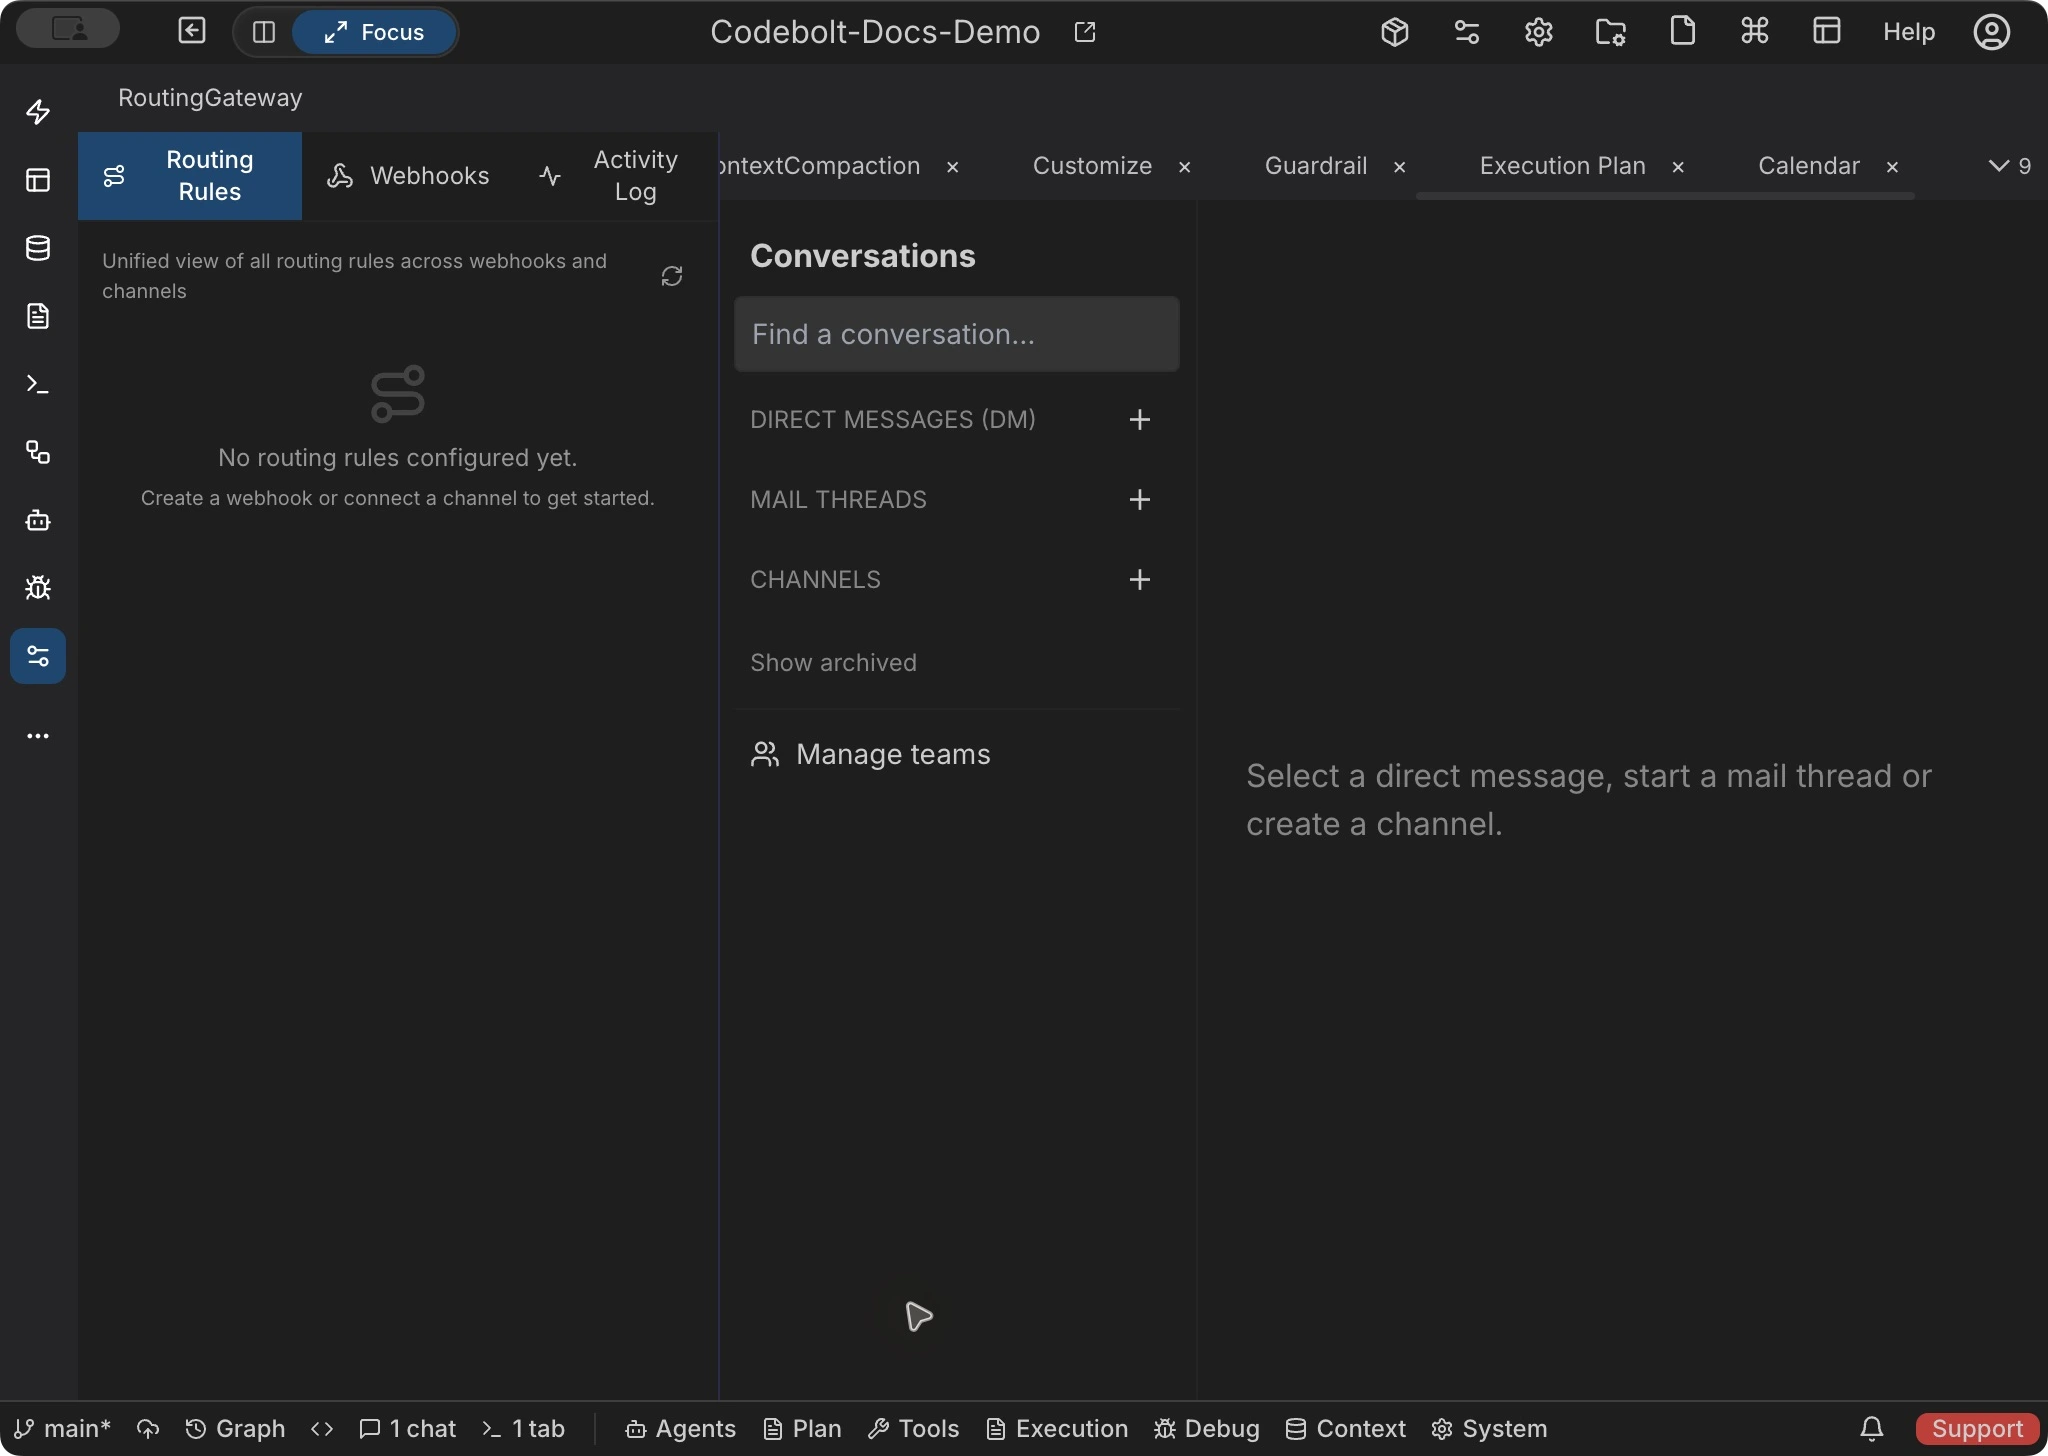 Focus
Codebolt-Docs-Demo
Help
RoutingGateway
Routing
Rules
Webhooks
Activity
Log
ontextCompaction
Customize
Guardrail
Execution Plan
Calendar
9
Unified view of all routing rules across webhooks and
channels
No routing rules configured yet.
Create a webhook or connect a channel to get started.
Conversations
Find a conversation...
DIRECT MESSAGES (DM)
MAIL THREADS
CHANNELS
Show archived
Manage teams
Select a direct message, start a mail thread or
create a channel.
main*
Graph
1 chat
1 tab
Agents
Plan
Tools
Execution
Debug
Context
System
Support